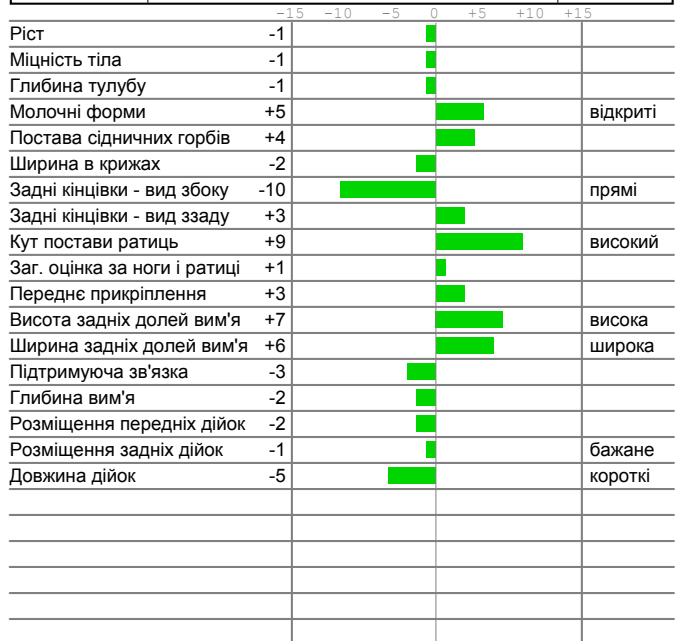 -15 -10 -5 0 +5 +10 +15
Ріст -1
Міцність тіла -1
Глибина тулубу -1
Молочні форми +5 відкриті
Постава сідничних горбів +4
Ширина в крижах -2
Задні кінцівки - вид збоку -10 прямі
Задні кінцівки - вид ззаду +3
Кут постави ратиць +9 високий
Заг. оцінка за ноги і ратиці +1
Переднє прикріплення +3
Висота задніх долей вим'я +7 висока
Ширина задніх долей вим'я +6 широка
Підтримуюча зв'язка -3
Глибина вим'я -2
Розміщення передніх дійок -2
Розміщення задніх дійок -1 бажане
Довжина дійок -5 короткі